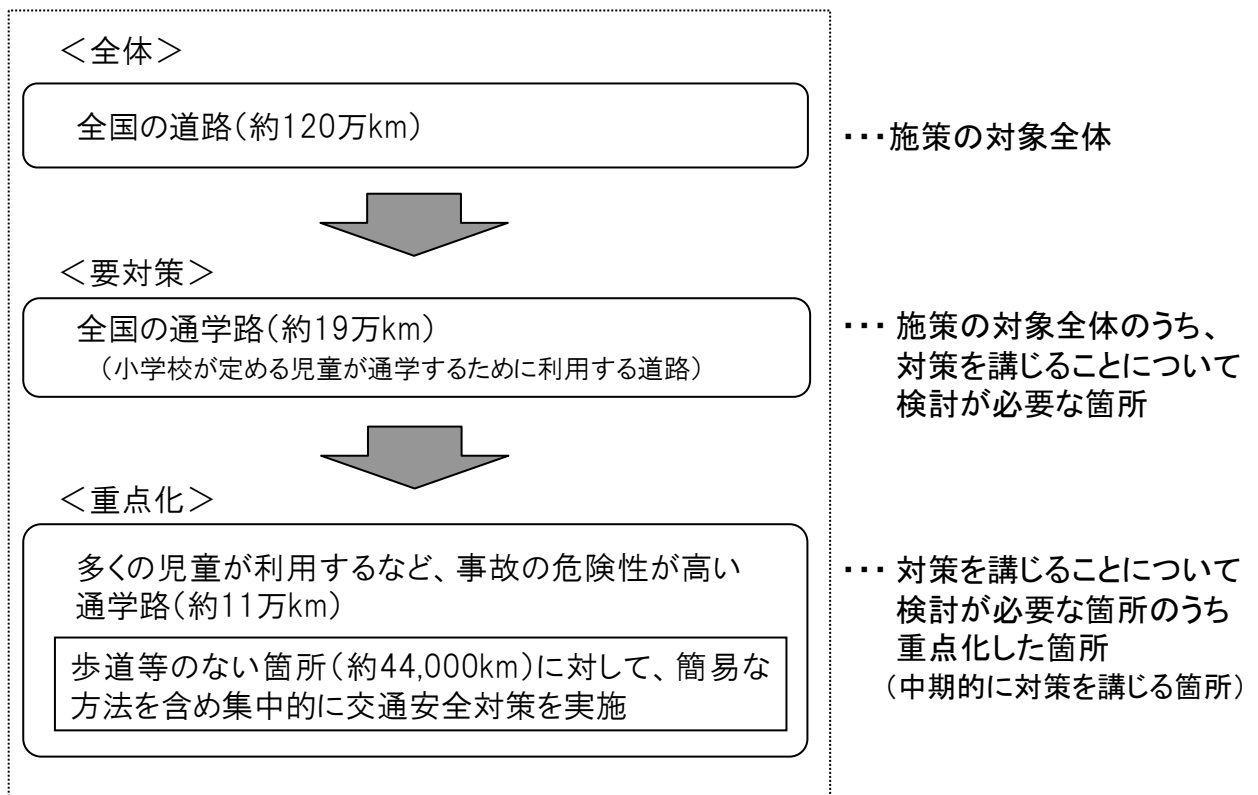 <全体>
全国の道路(約120万km)
・・・施策の対象全体
<要対策>
全国の通学路(約19万km)
(小学校が定める児童が通学するために利用する道路)
・・・ 施策の対象全体のうち、
対策を講じることについて
検討が必要な箇所
<重点化>
多くの児童が利用するなど、事故の危険性が高い
通学路(約11万km)
歩道等のない箇所(約44,000km)に対して、簡易な
方法を含め集中的に交通安全対策を実施
・・・ 対策を講じることについて
検討が必要な箇所のうち
重点化した箇所
(中期的に対策を講じる箇所)